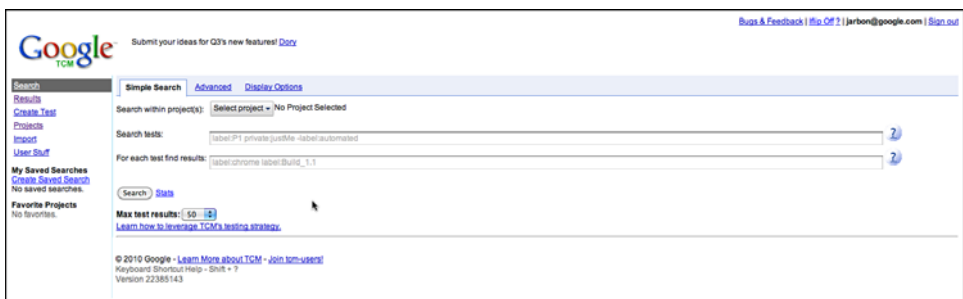 Bugs & Feedback | Iflip Off ? | jarbon@google.com | Sign out
Google TCM
Submit your ideas for Q3's new features! Dory
Search
Results
Create Test
Projects
Import
User Stuff
My Saved Searches
Create Saved Search
No saved searches.
Favorite Projects
No favorites.
Simple Search Advanced Display Options
Search within project(s): Select project No Project Selected
Search tests: label:P1 private:justMe -label:automated ?
For each test find results: label:chrome label:Build_1.1 ?
Search Stats
Max test results: 50
Learn how to leverage TCM's testing strategy.
© 2010 Google - Learn More about TCM - Join tcm-users!
Keyboard Shortcut Help - Shift + ?
Version 22385143